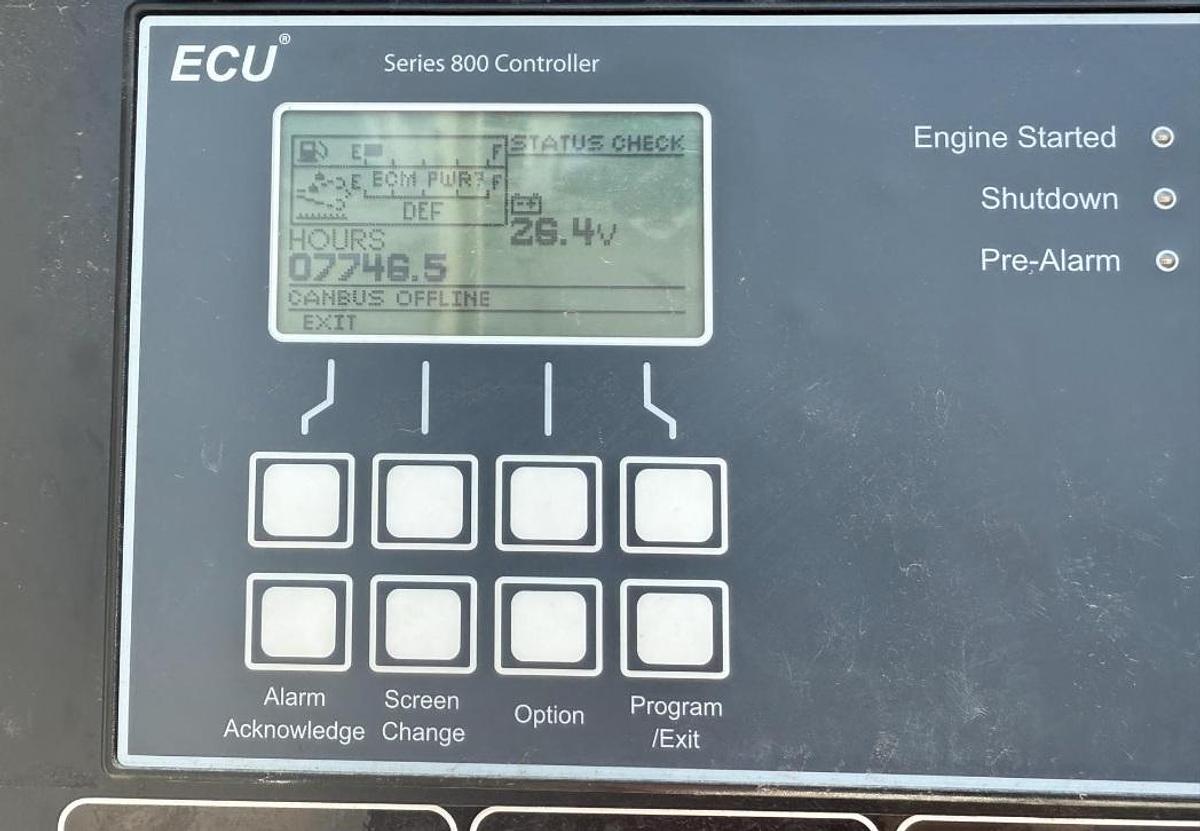 ECU®
Series 800 Controller
E F
STATUS CHECK
E ECM PWR? F
DEF
26.4V
HOURS
07746.5
CANBUS OFFLINE
EXIT
Engine Started
Shutdown
Pre-Alarm
Alarm
Acknowledge
Screen
Change
Option
Program
/Exit